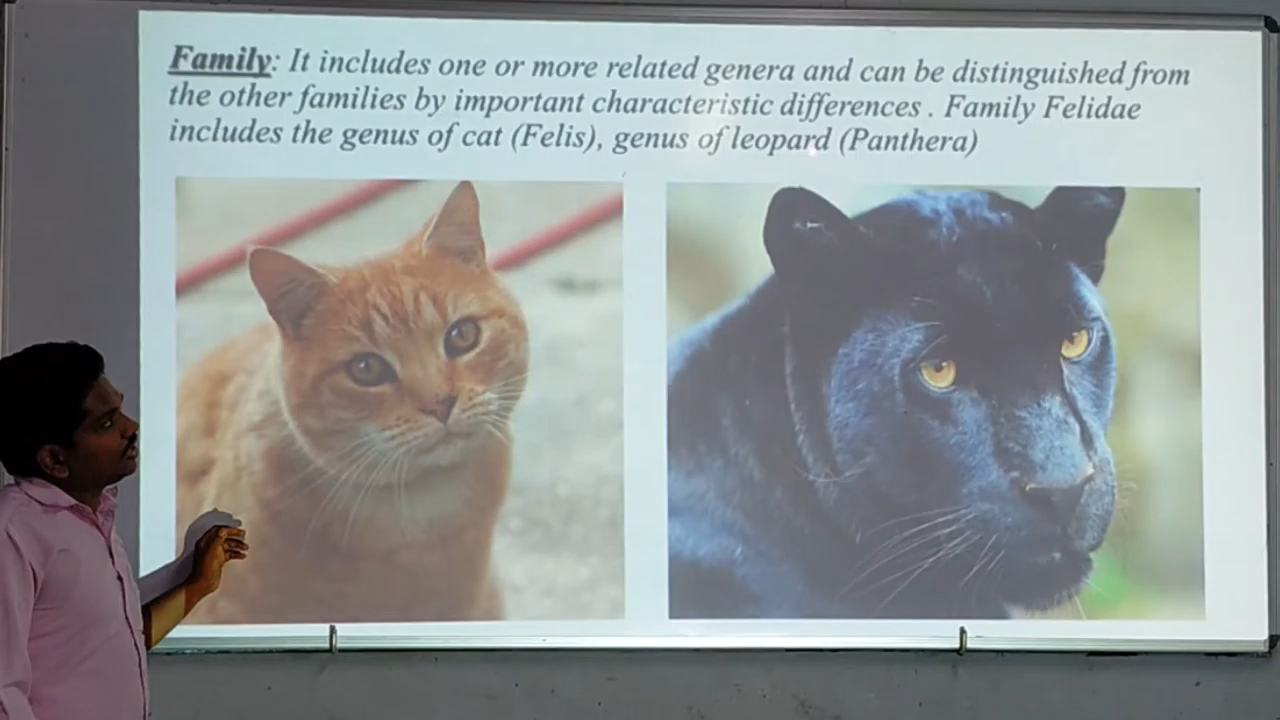 Family: It includes one or more related genera and can be distinguished from
the other families by important characteristic differences . Family Felidae
includes the genus of cat (Felis), genus of leopard (Panthera)